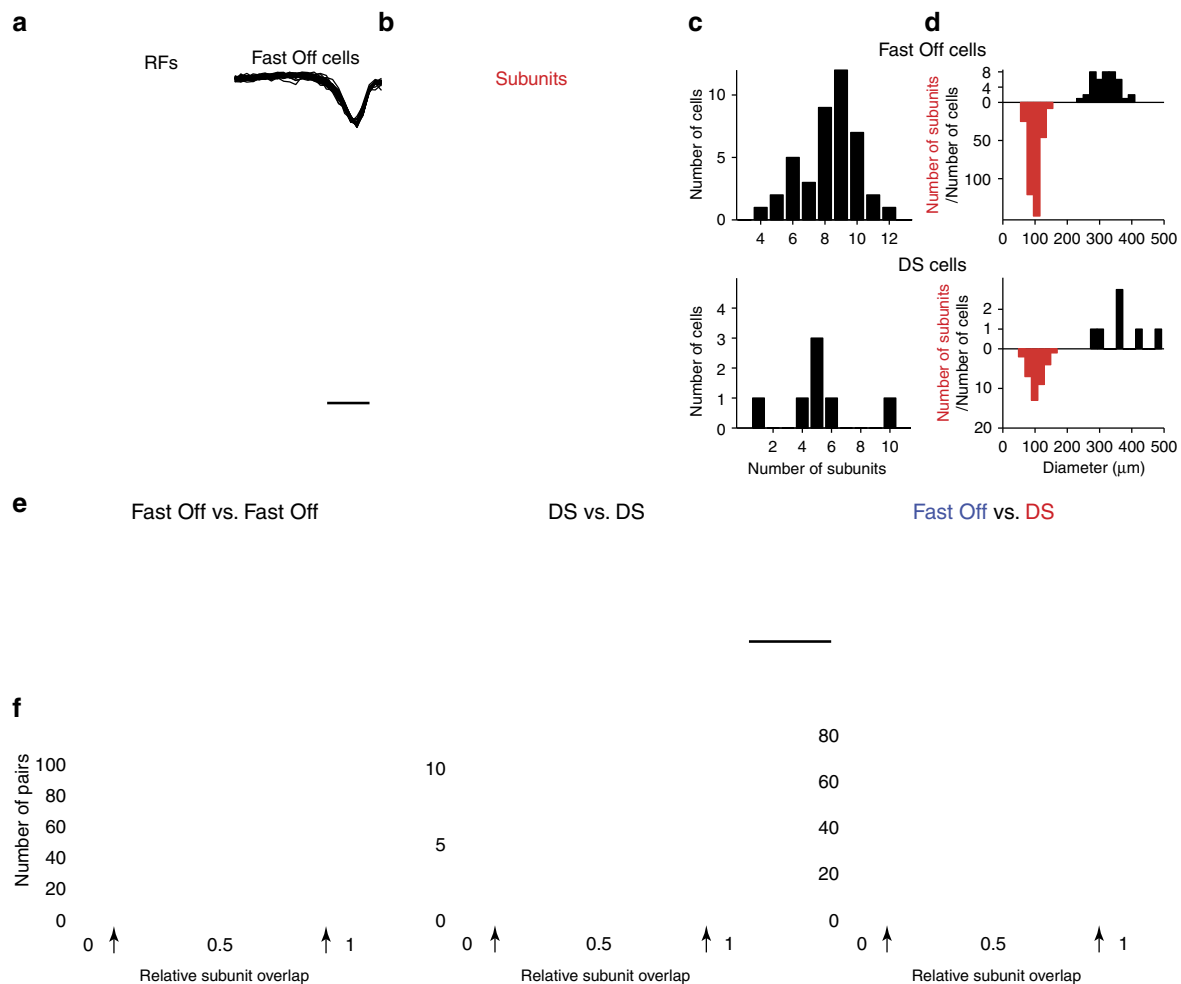 a
RFs
Fast Off cells
b
Subunits
c
d
Fast Off cells
Number of cells
10
5
0
4 6 8 10 12
Number of subunits
/Number of cells
8
4
0
50
100
0 100 200 300 400 500
DS cells
Number of cells
4
3
2
1
0
2 4 6 8 10
Number of subunits
Number of subunits
/Number of cells
2
1
0
10
20
0 100 200 300 400 500
Diameter (μm)
e
Fast Off vs. Fast Off
DS vs. DS
Fast Off vs. DS
f
Number of pairs
100
80
60
40
20
0
0 0.5 1
Relative subunit overlap
10
5
0
0 0.5 1
Relative subunit overlap
80
60
40
20
0
0 0.5 1
Relative subunit overlap